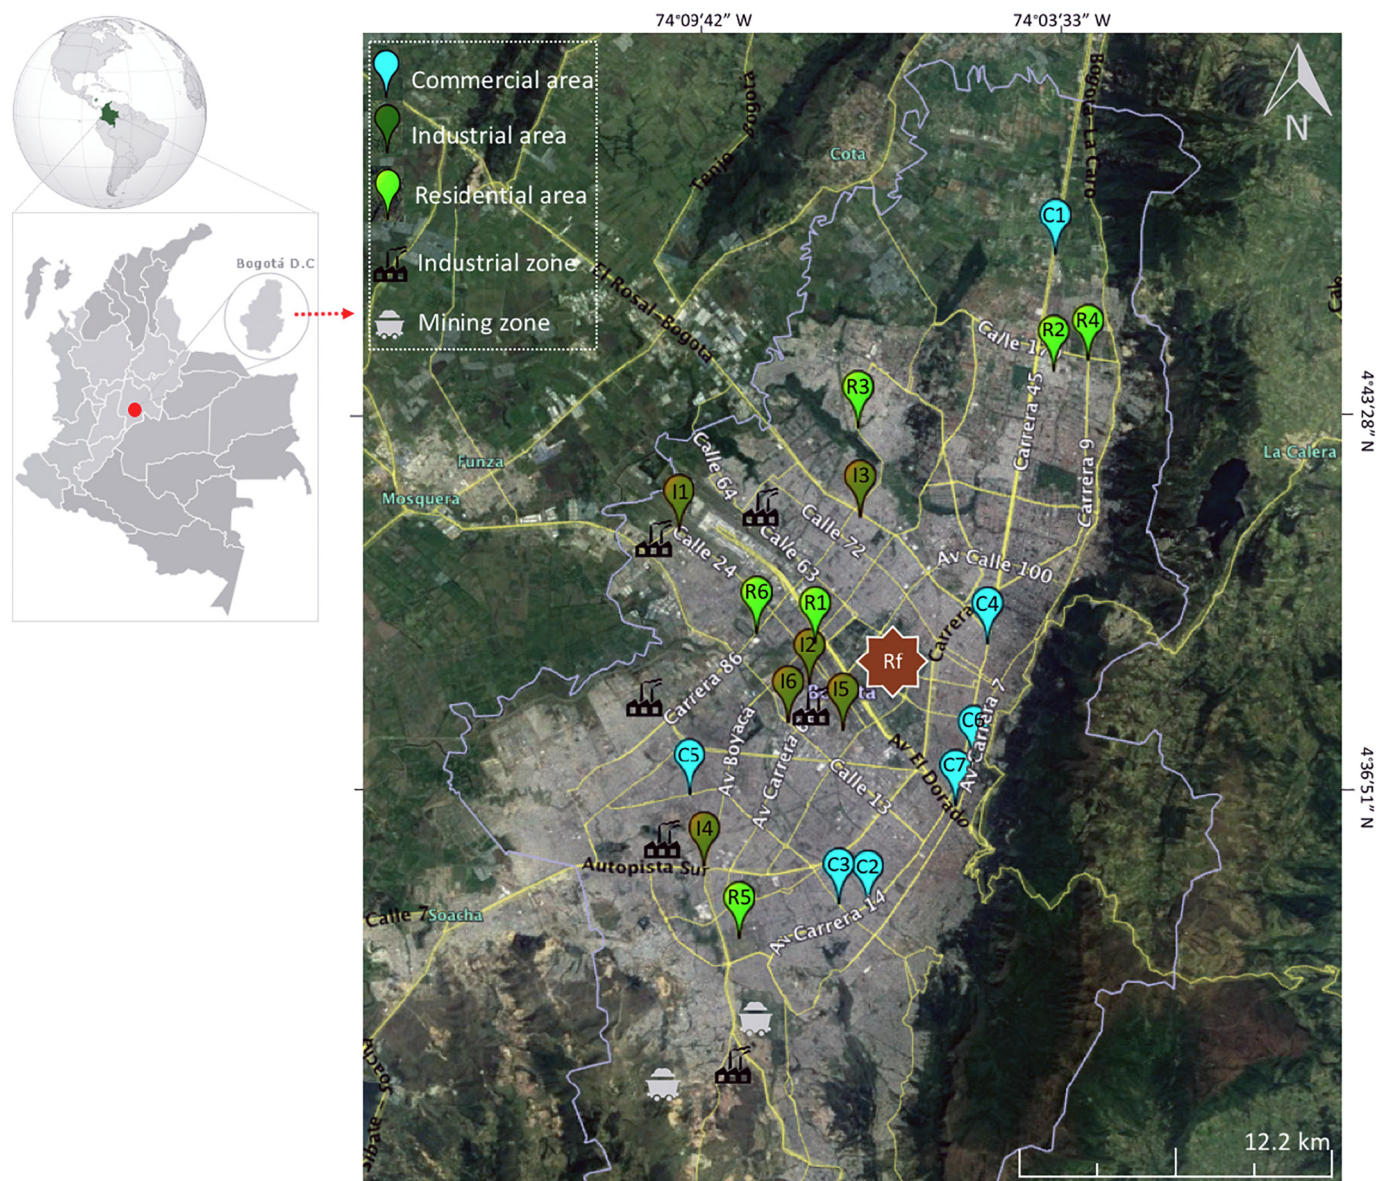 74°09'42” W
74°03'33” W
Commercial area
Industrial area
Residential area
Industrial zone
Mining zone
Bogotá D.C
N
Bogotá
Tenjo
Cota
Bogotá-La Caro
C1
El Rosal-Bogotá
Calle 17
R2
R4
R3
Carrera 45
4°43'28” N
Carrera 9
La Calera
Funza
Mosquera
Calle 64
I1
I3
Calle 72
Calle 63
Calle 24
Av Calle 100
R6
R1
C4
Carrera
I2
Rf
Carrera 86
I6
I5
Av Carrera 7
C6
Av Boyacá
Av Carrera
C5
C7
Av El Dorado
Calle 13
4°36'51” N
I4
Autopista Sur
C3
C2
R5
Calle 7
Soacha
Av Carrera 14
Soacha
Sibate
12.2 km